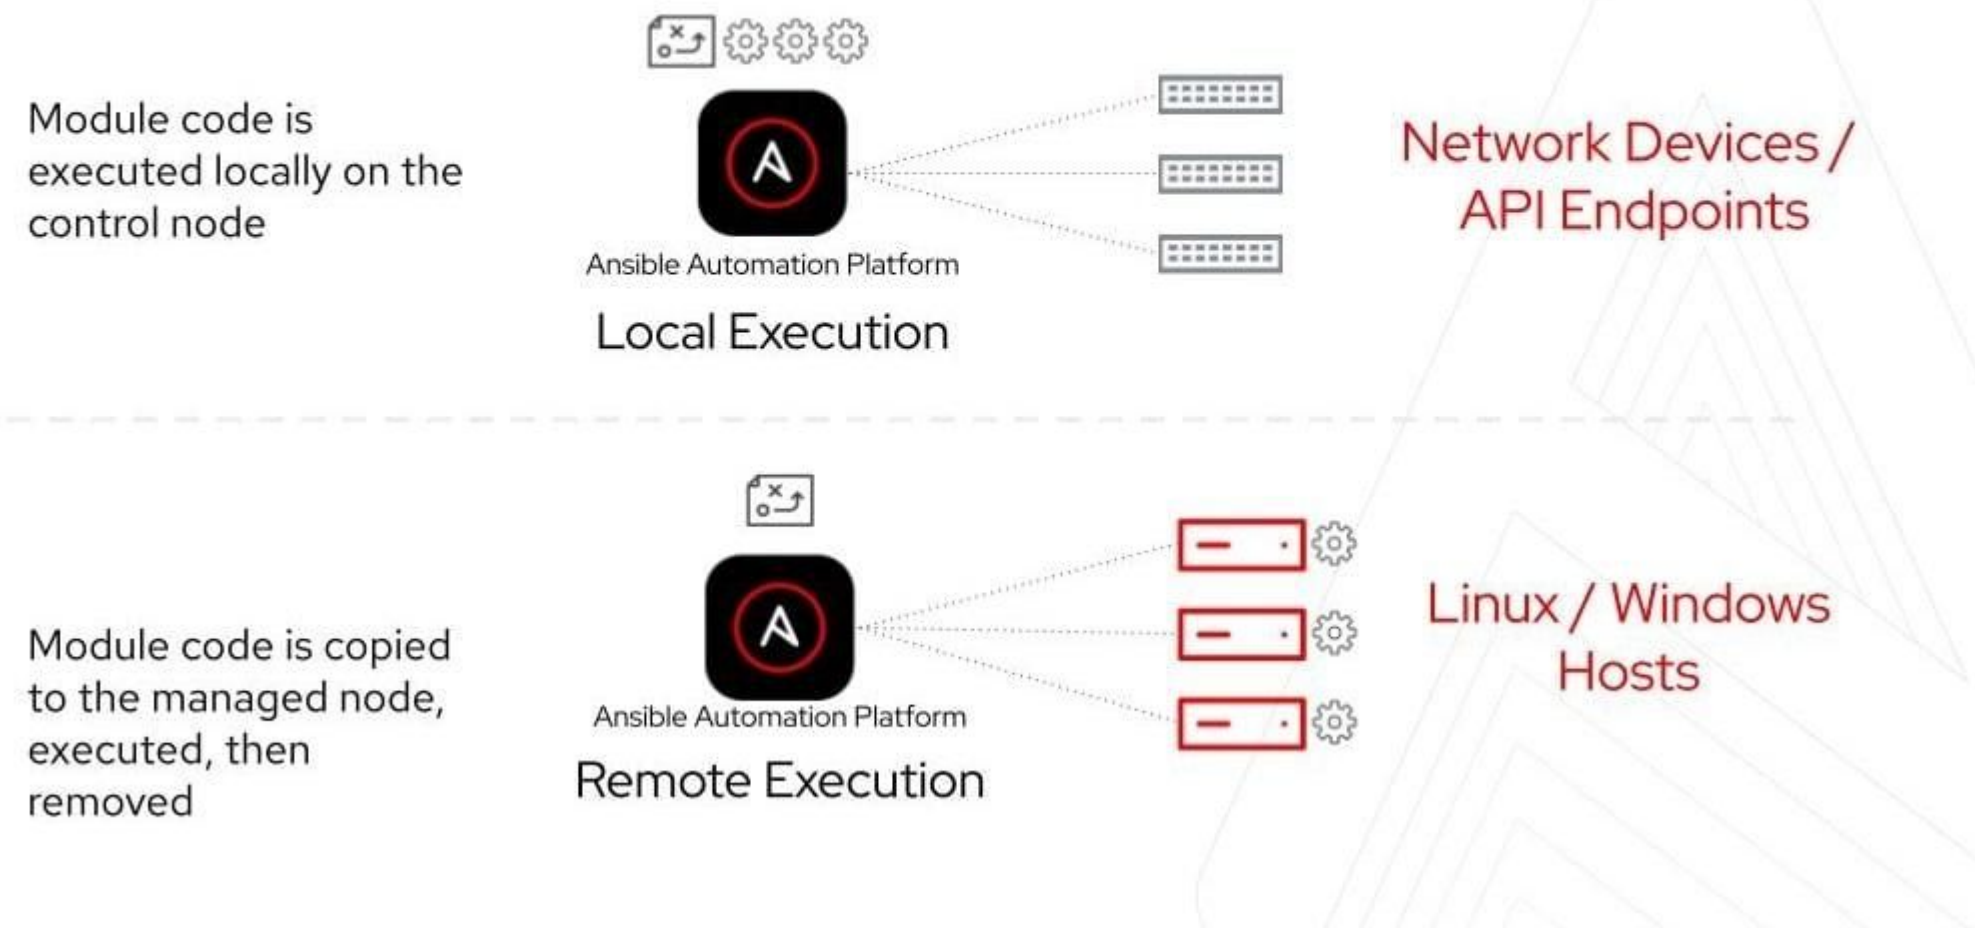 Module code is
executed locally on the
control node
Ansible Automation Platform
Local Execution
Network Devices /
API Endpoints
Module code is copied
to the managed node,
executed, then
removed
Ansible Automation Platform
Remote Execution
Linux / Windows
Hosts